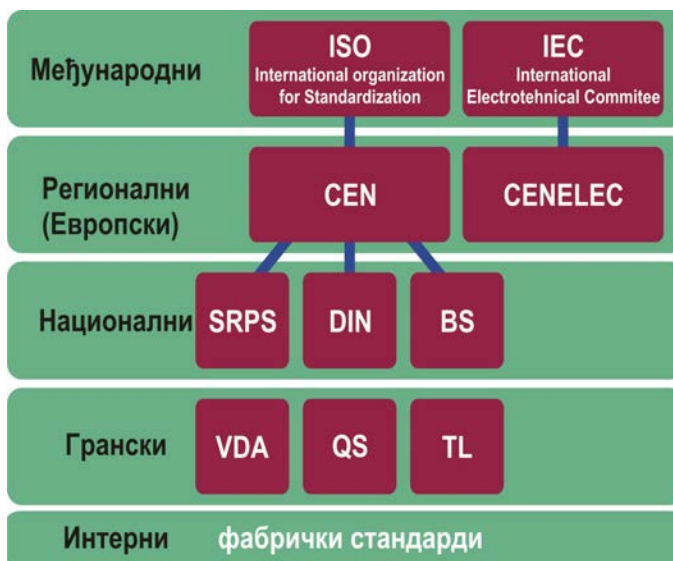 Међународни
ISO
International organization
for Standardization
IEC
International
Electrotehnical Commitee
Регионални
(Европски)
CEN
CENELEC
Национални
SRPS
DIN
BS
Грански
VDA
QS
TL
Интерни
фабрички стандарди